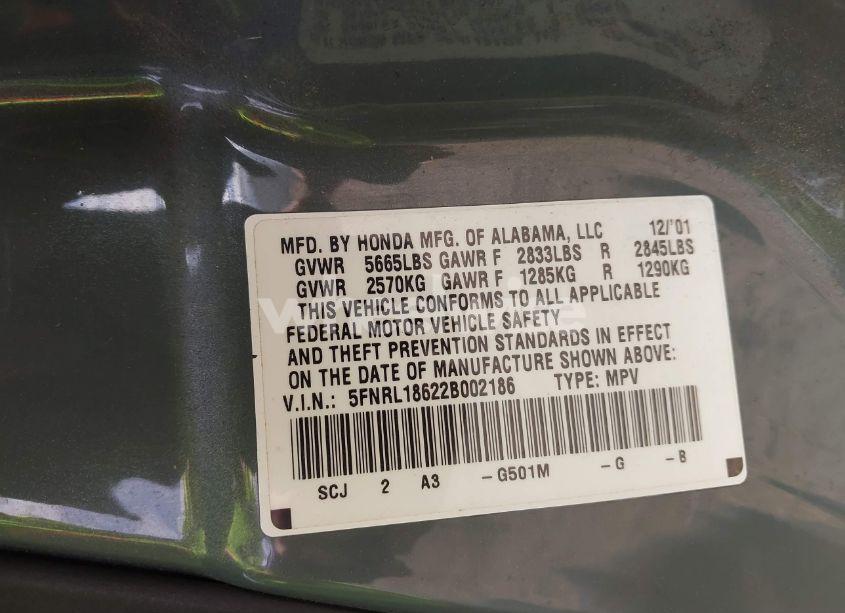 MFD. BY HONDA MFG. OF ALABAMA, LLC 12/'01
GVWR 5665LBS GAWR F 2833LBS R 2845LBS
GVWR 2570KG GAWR F 1285KG R 1290KG
THIS VEHICLE CONFORMS TO ALL APPLICABLE
FEDERAL MOTOR VEHICLE SAFETY
AND THEFT PREVENTION STANDARDS IN EFFECT
ON THE DATE OF MANUFACTURE SHOWN ABOVE:
V.I.N.: 5FNRL18622B002186 TYPE: MPV
SCJ 2 A3 -G501M -G -B